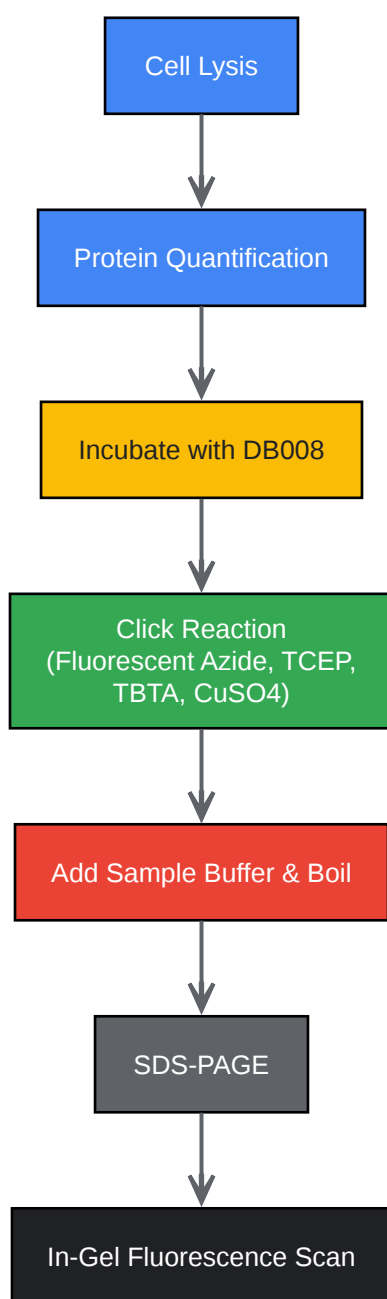 Cell Lysis
Protein Quantification
Incubate with DB008
Click Reaction
(Fluorescent Azide, TCEP,
TBTA, CuSO4)
Add Sample Buffer & Boil
SDS-PAGE
In-Gel Fluorescence Scan